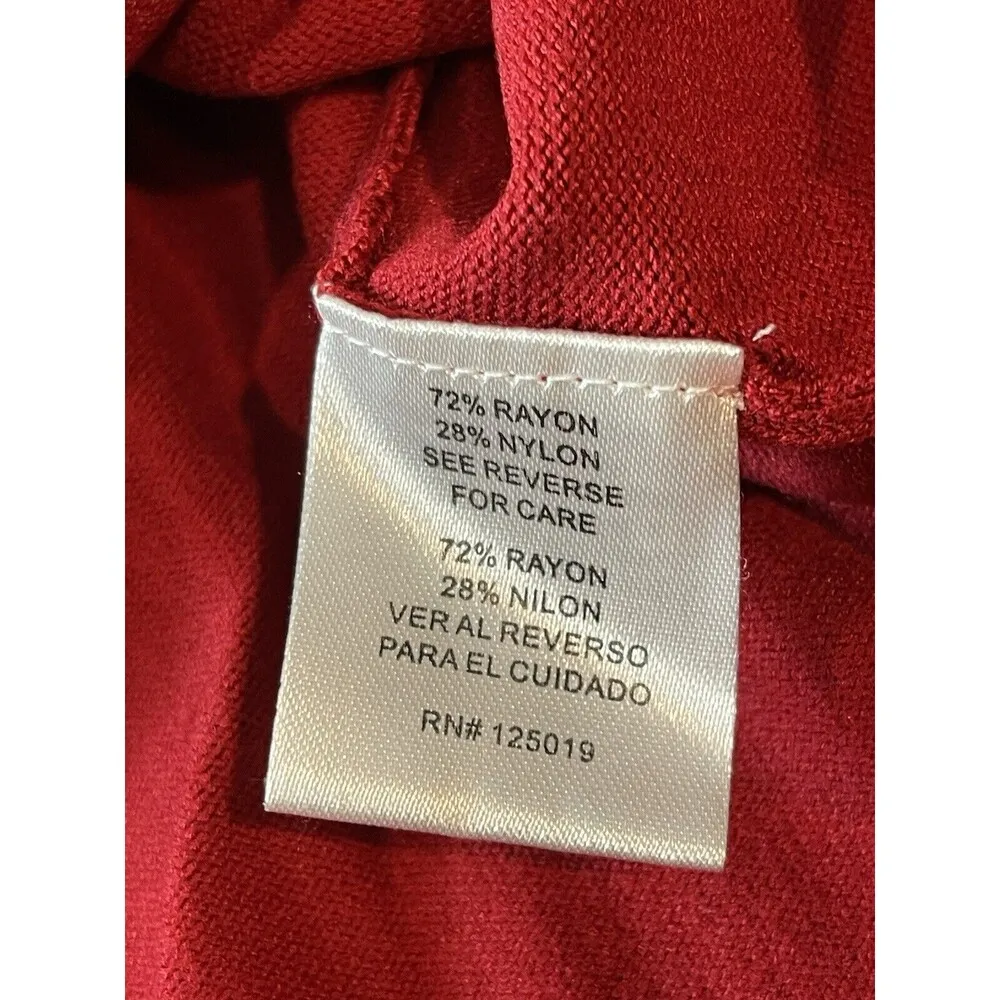 72% RAYON
28% NYLON
SEE REVERSE
FOR CARE
72% RAYON
28% NILON
VER AL REVERSO
PARA EL CUIDADO
RN# 125019